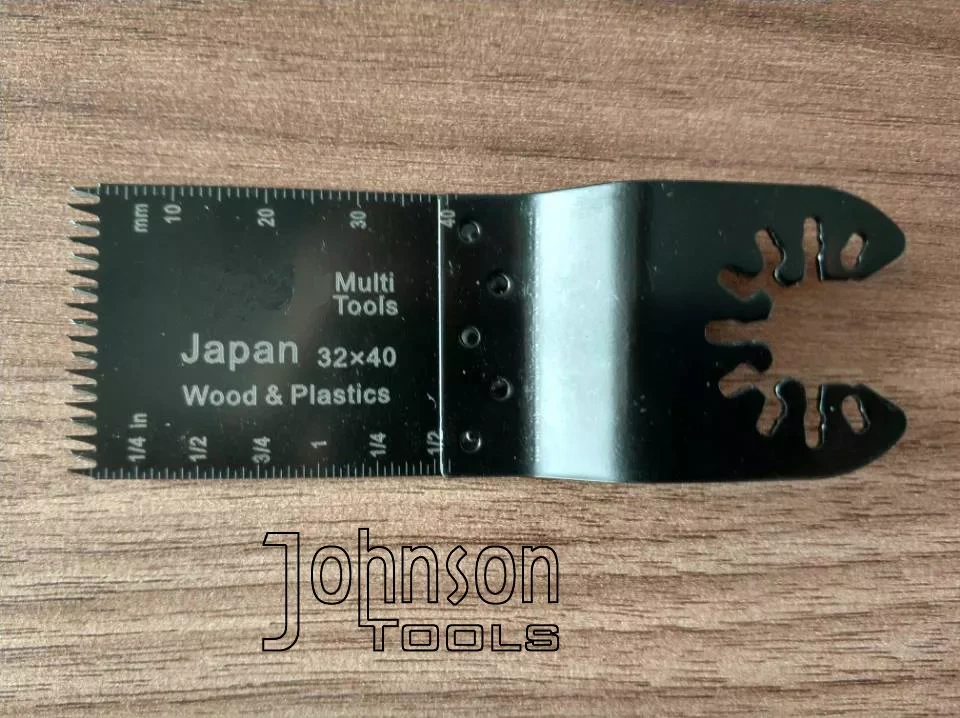 mm 10 20 30 40
Multi
Tools
Japan 32×40
Wood & Plastics
1/4 in 1/2 3/4 1 1/4 1/2
Johnson
TOOLS